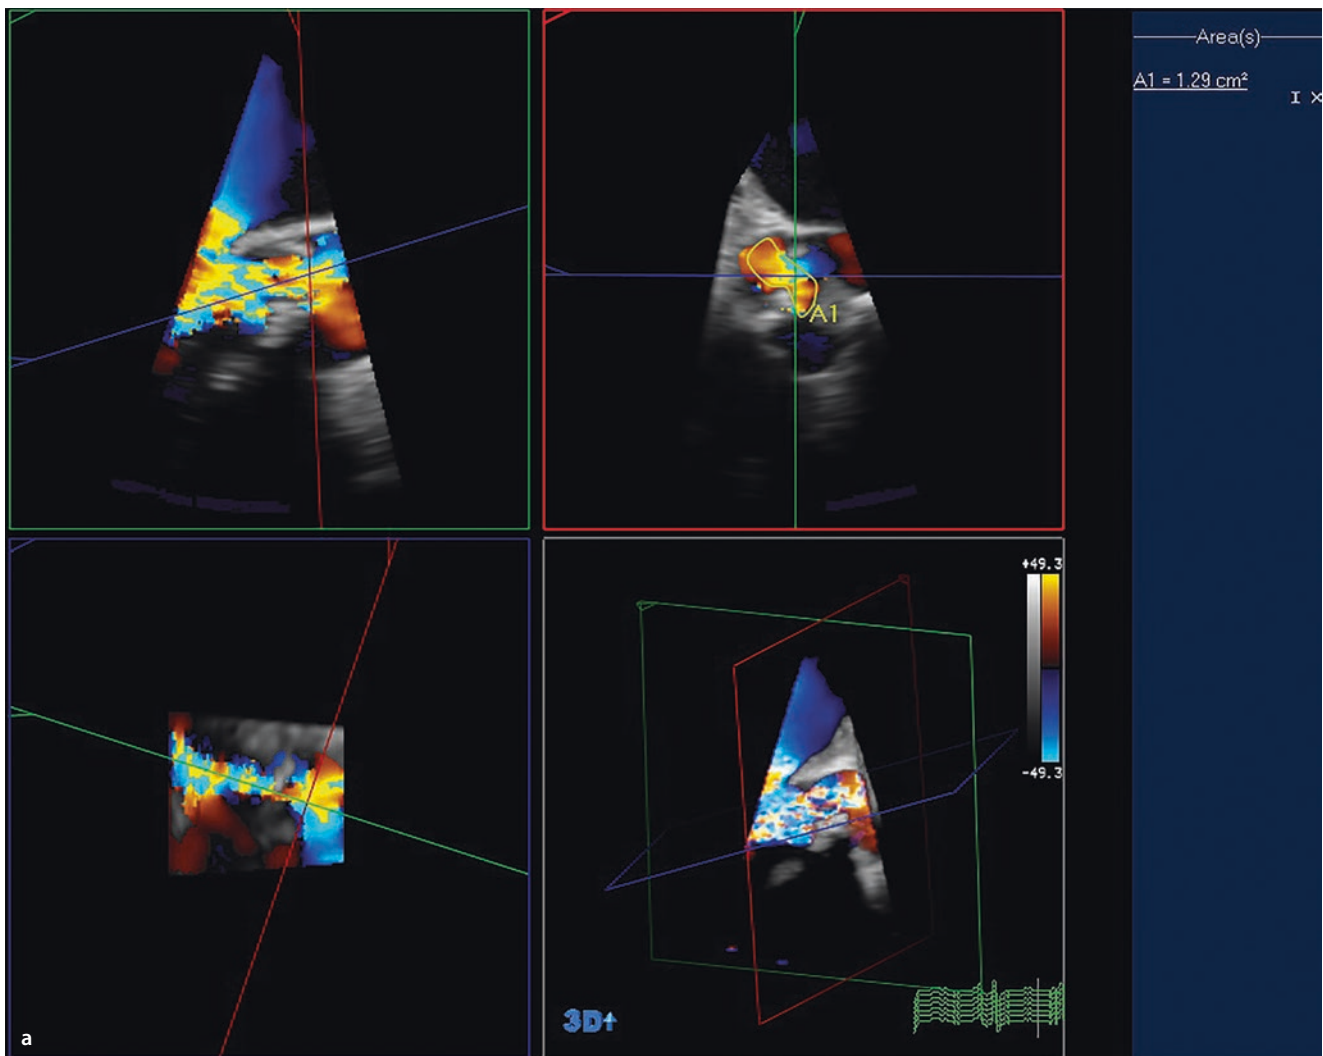 Area(s)
A1 = 1.29 cm²
I X
A1
+49.3
-49.3
3D
a